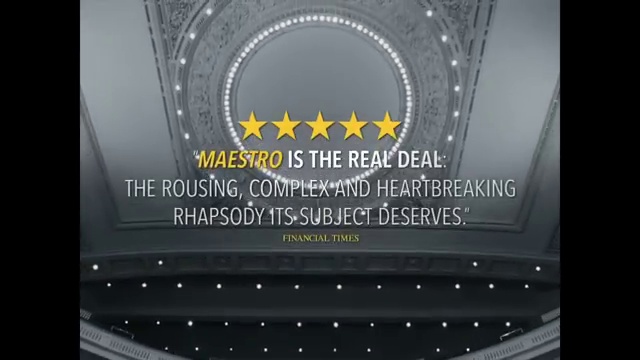 "MAESTRO IS THE REAL DEAL:
THE ROUSING, COMPLEX AND HEARTBREAKING
RHAPSODY ITS SUBJECT DESERVES."
FINANCIAL TIMES